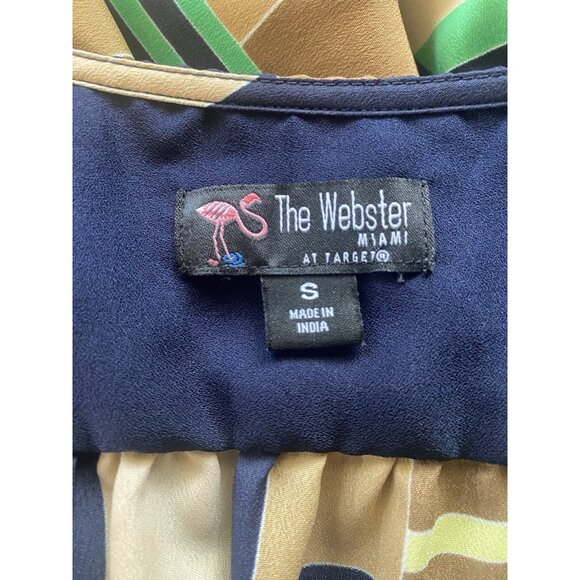 The Webster
MIAMI
AT TARGET®
S
MADE IN
INDIA